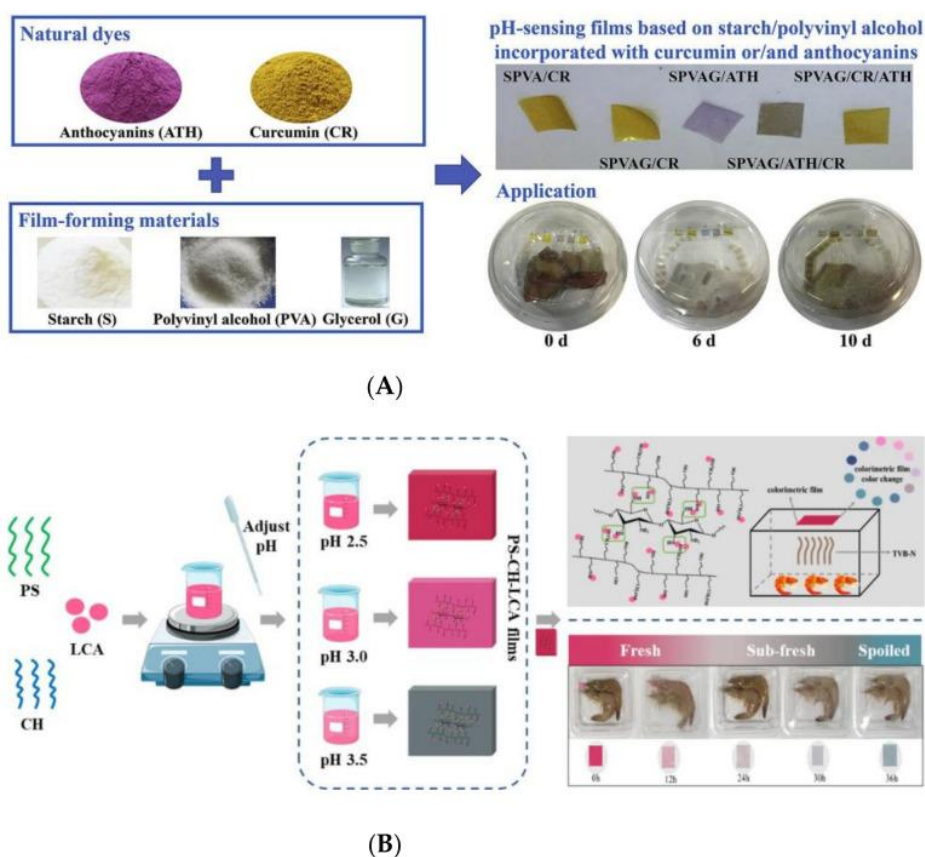 Natural dyes
Anthocyanins (ATH)
Curcumin (CR)
Film-forming materials
Starch (S)
Polyvinyl alcohol (PVA)
Glycerol (G)
pH-sensing films based on starch/polyvinyl alcohol
incorporated with curcumin or/and anthocyanins
SPVA/CR
SPVAG/ATH
SPVAG/CR/ATH
SPVAG/CR
SPVAG/ATH/CR
Application
0 d
6 d
10 d
(A)
PS
LCA
CH
Adjust
pH
pH 2.5
pH 3.0
pH 3.5
PS-CH-LCA films
colorimetric film
colorimetric film
color change
TVB-N
Fresh
Sub-fresh
Spoiled
0h
12h
24h
30h
36h
(B)